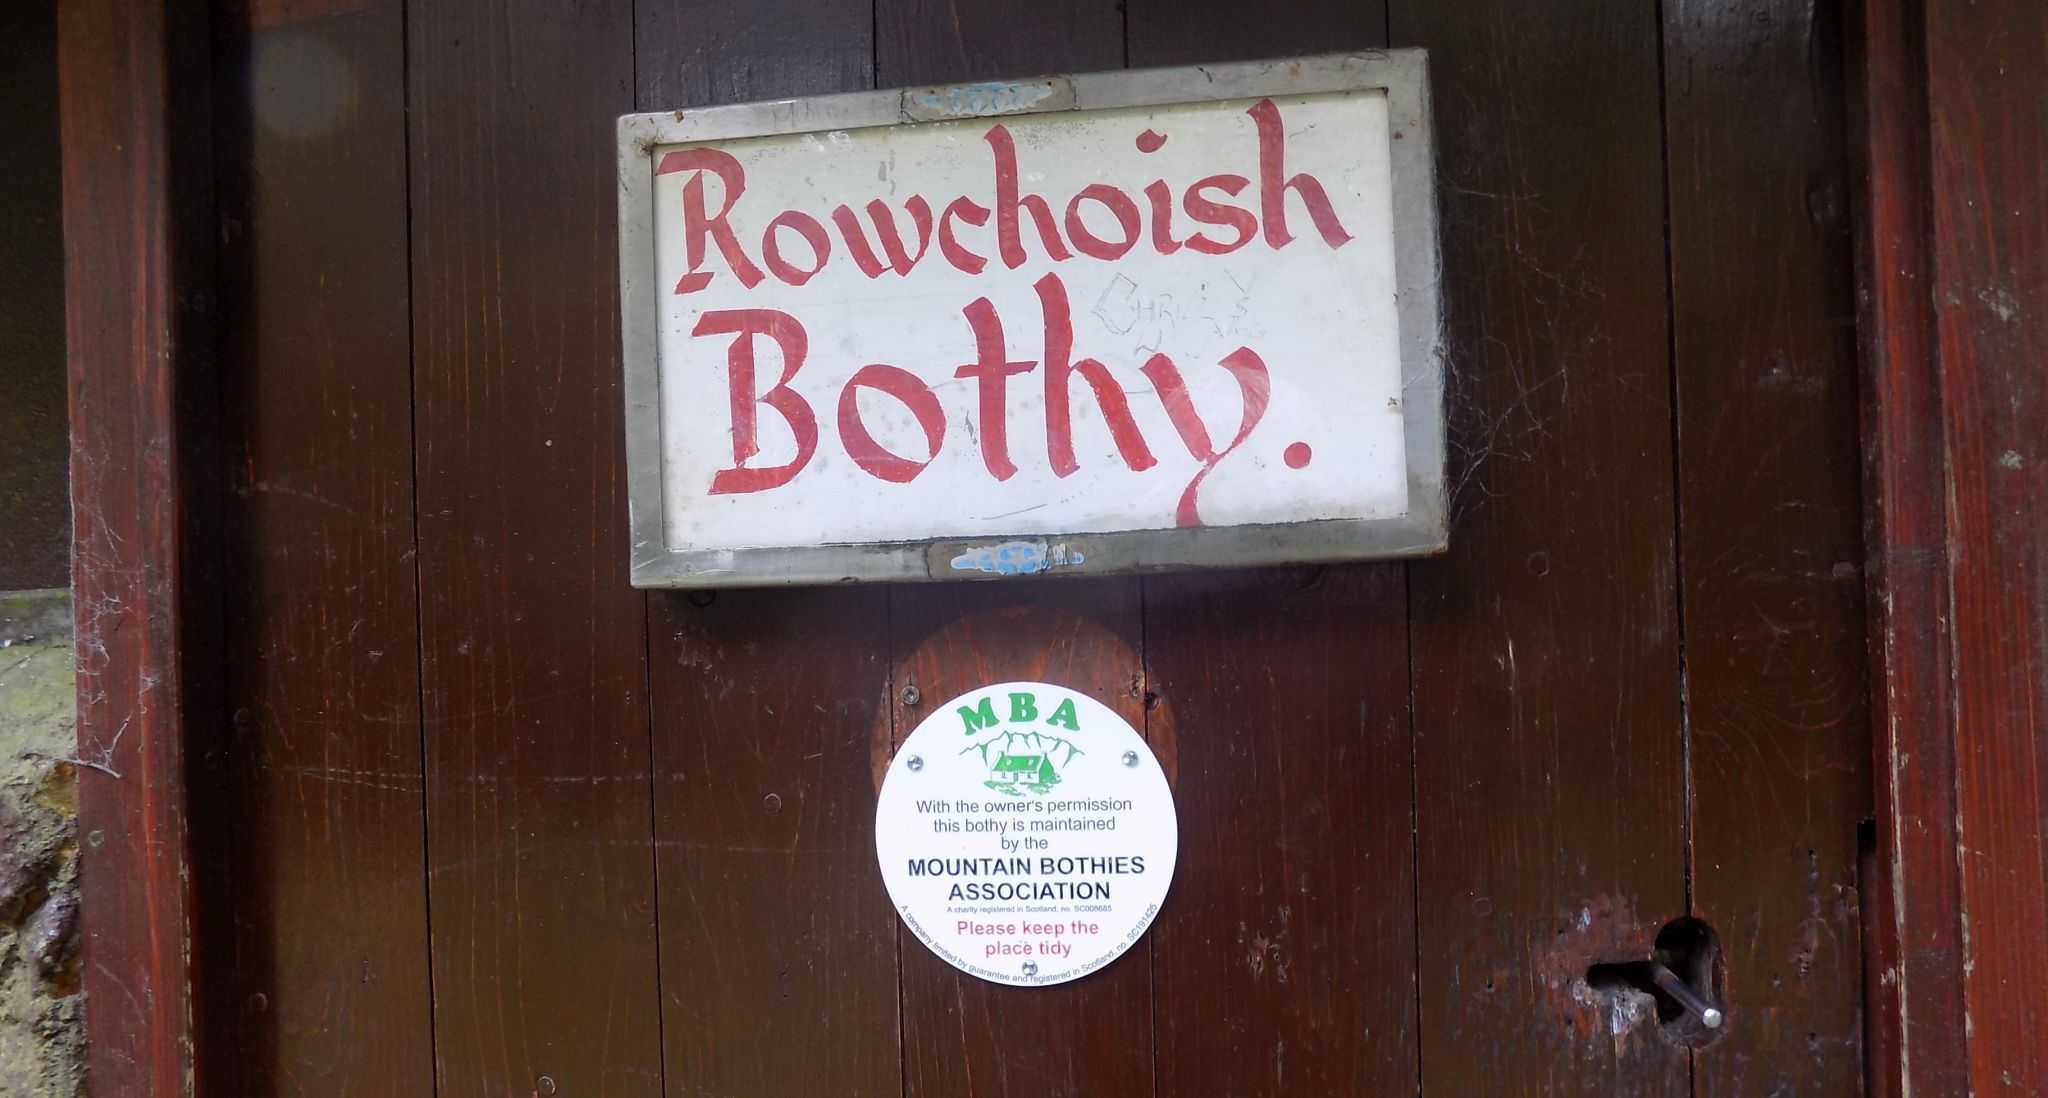 Rowchoish
Bothy.
MBA
With the owner's permission
this bothy is maintained
by the
MOUNTAIN BOTHIES
ASSOCIATION
A charity registered in Scotland, no. SC008685
Please keep the
place tidy
A company limited by guarantee and registered in Scotland, no. SC191425